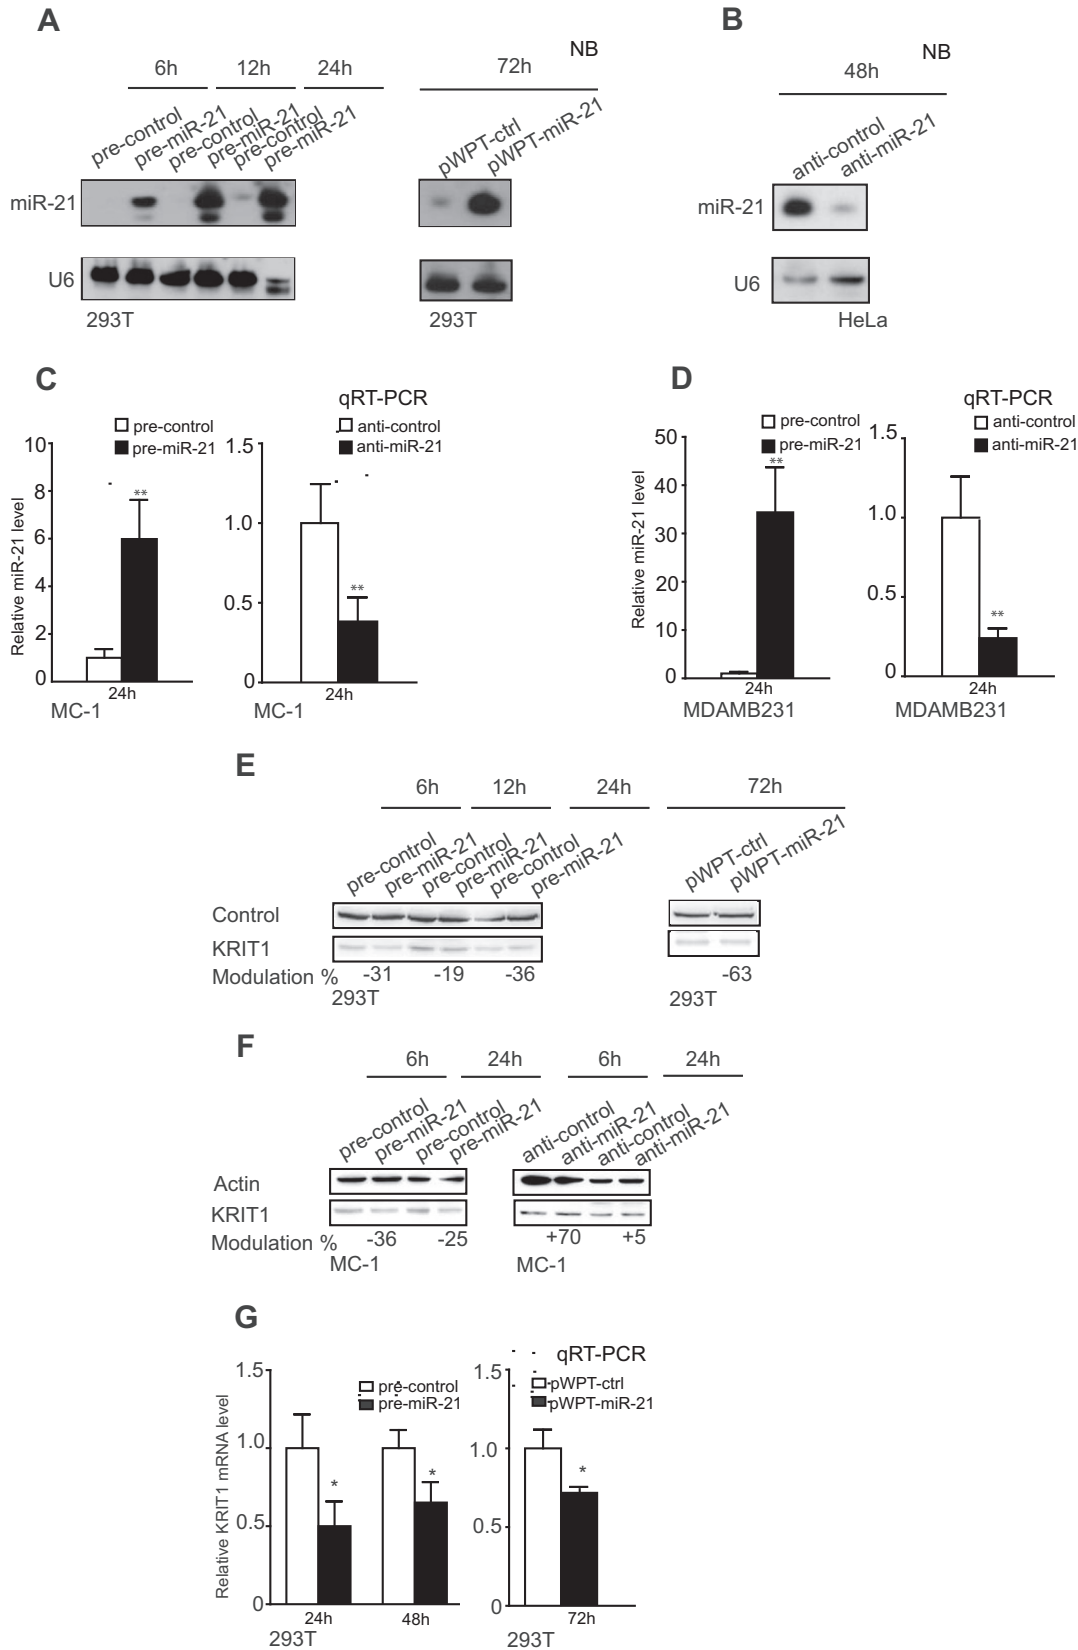 A
NB
6h 12h 24h 72h
pre-control pre-miR-21 pre-control pre-miR-21 pre-control pre-miR-21 pWPT-ctrl pWPT-miR-21
miR-21
U6
293T 293T
B
NB
48h
anti-control anti-miR-21
miR-21
U6
HeLa
C
qRT-PCR
pre-control
pre-miR-21
anti-control
anti-miR-21
Relative miR-21 level
10
8
6
4
2
0
**
24h
MC-1
1.5
1.0
0.5
0
**
24h
MC-1
D
qRT-PCR
pre-control
pre-miR-21
anti-control
anti-miR-21
Relative miR-21 level
50
40
30
20
10
0
**
24h
MDAMB231
1.5
1.0
0.5
0
**
24h
MDAMB231
E
6h 12h 24h 72h
pre-control pre-miR-21 pre-control pre-miR-21 pre-control pre-miR-21 pWPT-ctrl pWPT-miR-21
Control
KRIT1
Modulation % -31 -19 -36 -63
293T 293T
F
6h 24h 6h 24h
pre-control pre-miR-21 pre-control pre-miR-21 anti-control anti-miR-21 anti-control anti-miR-21
Actin
KRIT1
Modulation % -36 -25 +70 +5
MC-1 MC-1
G
qRT-PCR
pre-control
pre-miR-21
pWPT-ctrl
pWPT-miR-21
Relative KRIT1 mRNA level
1.5
1.0
0.5
0
* *
24h 48h
293T
1.5
1.0
0.5
0
*
72h
293T